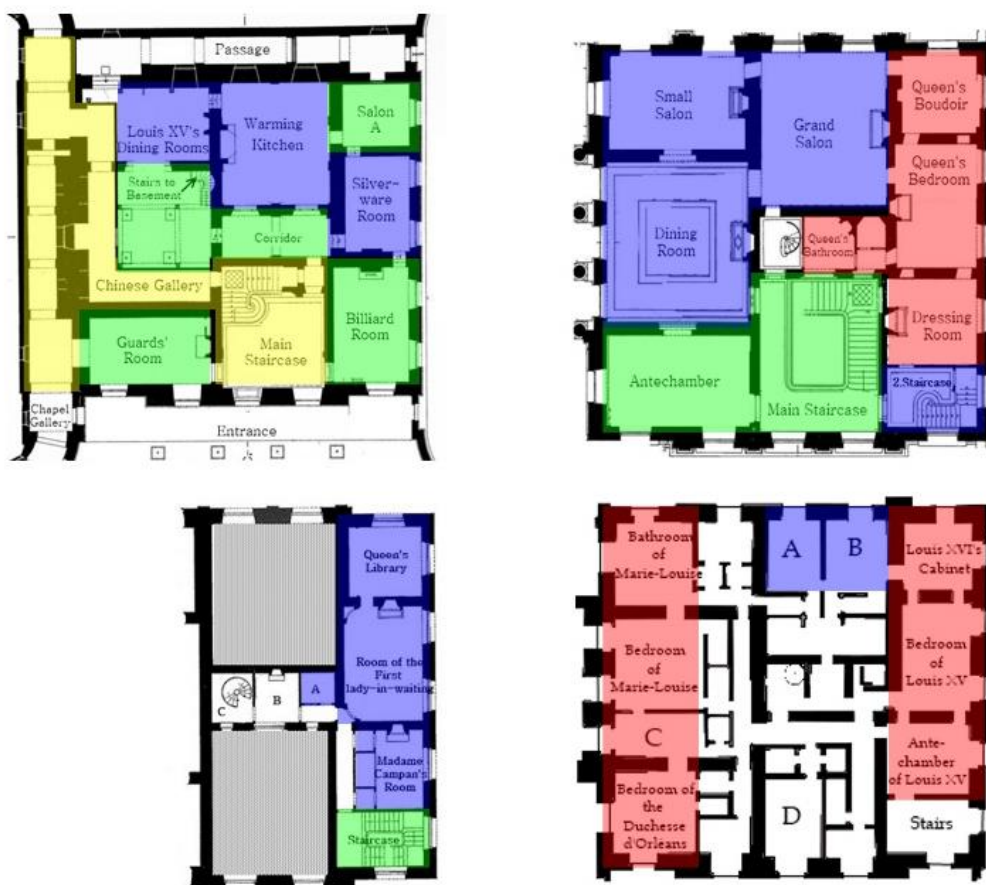 Passage
Louis XV's
Dining Rooms
Warming
Kitchen
Salon
A
Stairs to
Basement
Silver-
ware
Room
Corridor
Chinese Gallery
Guards'
Room
Main
Staircase
Billiard
Room
Chapel
Gallery
Entrance
Small
Salon
Grand
Salon
Queen's
Boudoir
Queen's
Bedroom
Dining
Room
Queen's
Bathroom
Dressing
Room
Antechamber
Main Staircase
2.Staircase
Queen's
Library
Room of the
First
lady-in-waiting
A
B
C
Madame
Campan's
Room
Staircase
Bathroom
of
Marie-Louise
I
A
B
Louis XVI's
Cabinet
Bedroom
of
Marie-Louise
Bedroom
of
Louis XV
C
Ante-
chamber
of Louis XV
Bedroom of
the
Duchesse
d'Orléans
D
Stairs